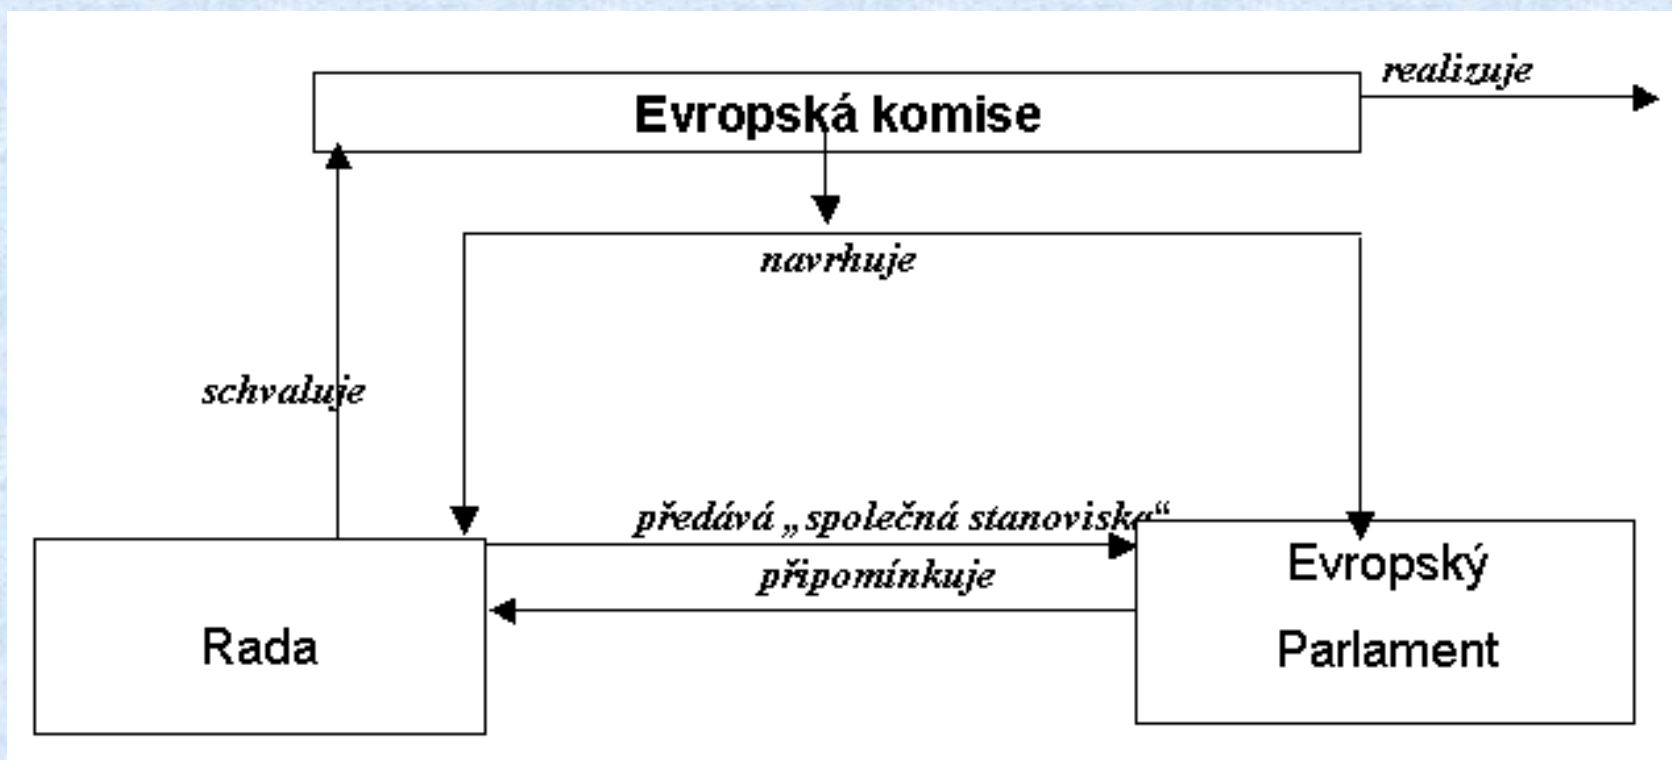 realizuje
Evropská komise
navrhuje
schvaluje
předává „společná stanoviska“
připomínkuje
Evropský
Parlament
Rada